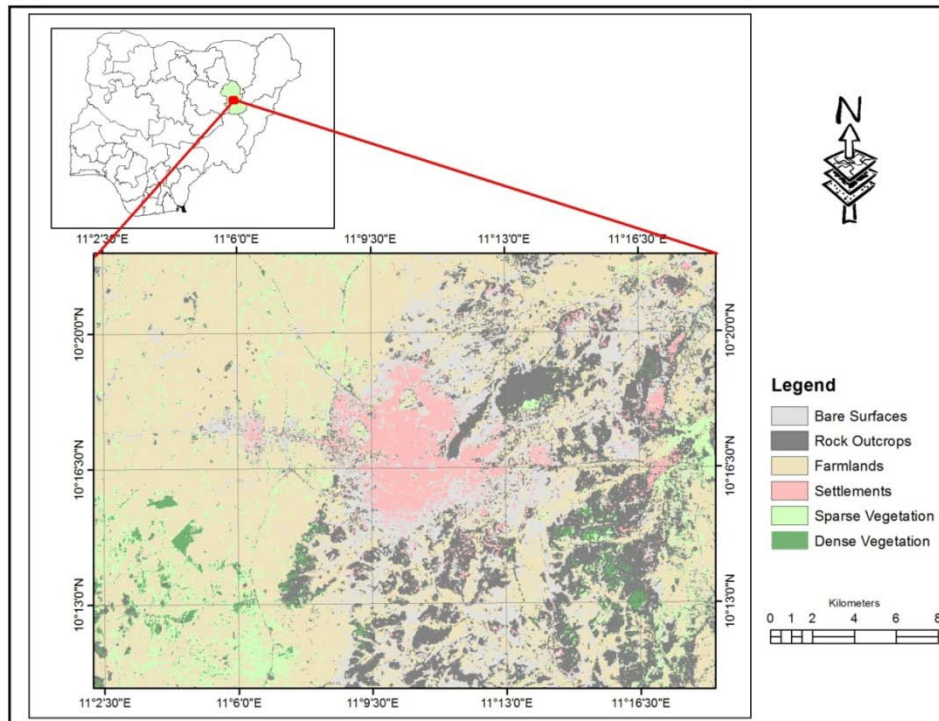 N
11°2'30"E 11°6'0"E 11°9'30"E 11°13'0"E 11°16'30"E
10°20'0"N 10°20'0"N
10°16'30"N 10°16'30"N
10°13'0"N 10°13'0"N
11°2'30"E 11°6'0"E 11°9'30"E 11°13'0"E 11°16'30"E
Legend
Bare Surfaces
Rock Outcrops
Farmlands
Settlements
Sparse Vegetation
Dense Vegetation
Kilometers
0 1 2 4 6 8